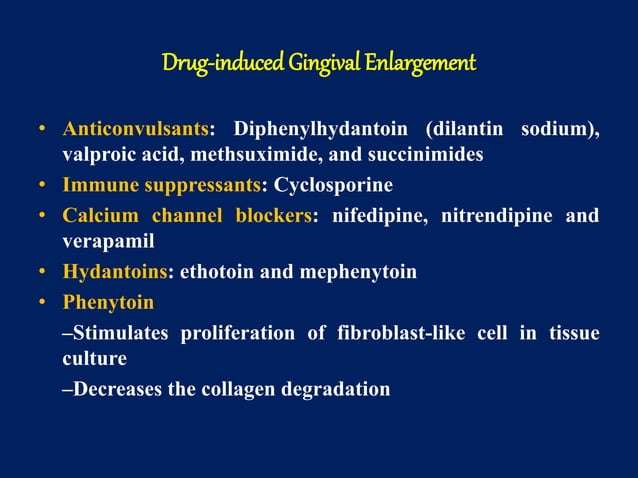 Drug-induced Gingival Enlargement
• Anticonvulsants: Diphenylhydantoin (dilantin sodium),
valproic acid, methsuximide, and succinimides
• Immune suppressants: Cyclosporine
• Calcium channel blockers: nifedipine, nitrendipine and
verapamil
• Hydantoins: ethotoin and mephenytoin
• Phenytoin
–Stimulates proliferation of fibroblast-like cell in tissue
culture
–Decreases the collagen degradation